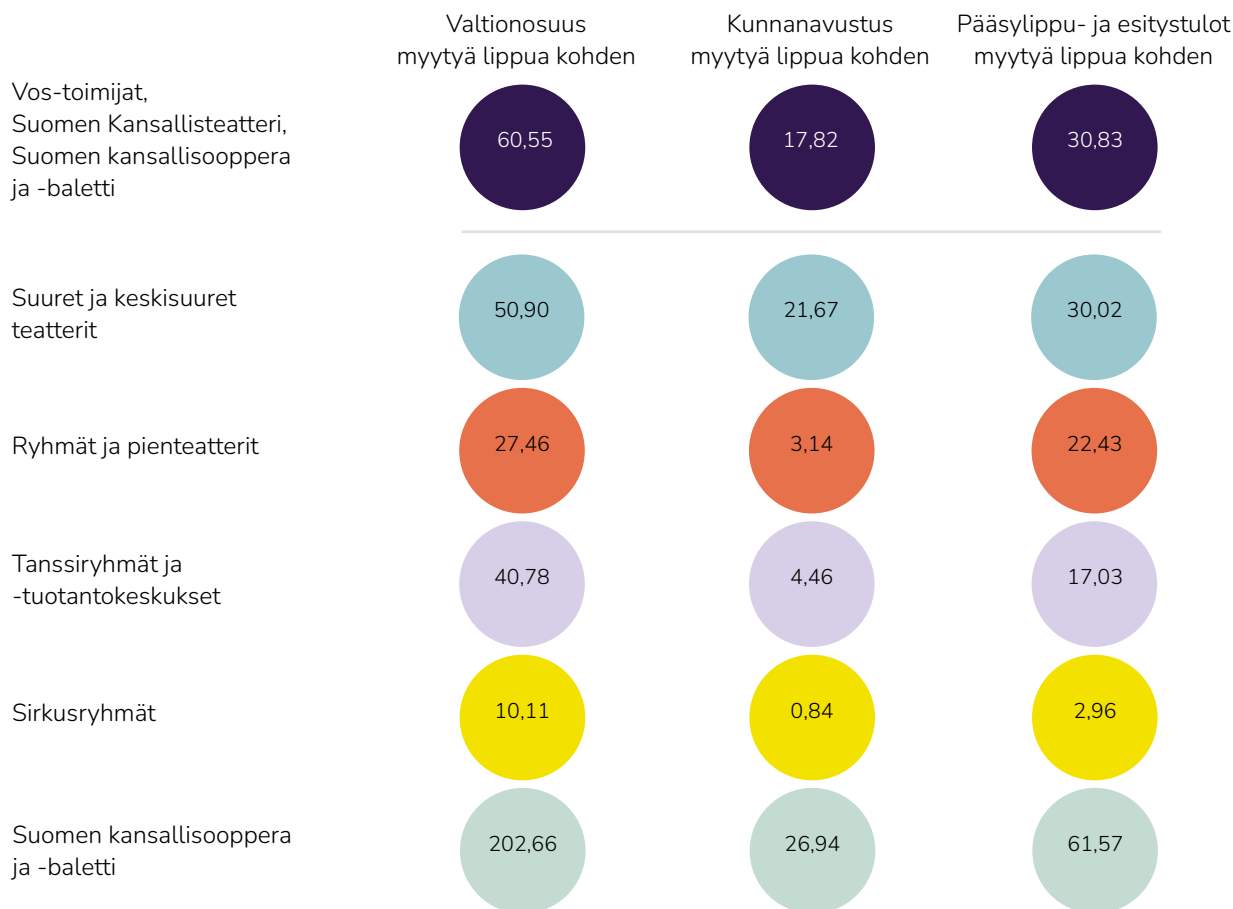 Valtionosuus
myytyä lippua kohden
Kunnanavustus
myytyä lippua kohden
Pääsylippu- ja esitystulot
myytyä lippua kohden
Vos-toimijat,
Suomen Kansallisteatteri,
Suomen kansallisooppera
ja -baletti
60,55
17,82
30,83
Suuret ja keskisuuret
teatterit
50,90
21,67
30,02
Ryhmät ja pienteatterit
27,46
3,14
22,43
Tanssiryhmät ja
-tuotantokeskukset
40,78
4,46
17,03
Sirkusryhmät
10,11
0,84
2,96
Suomen kansallisooppera
ja -baletti
202,66
26,94
61,57